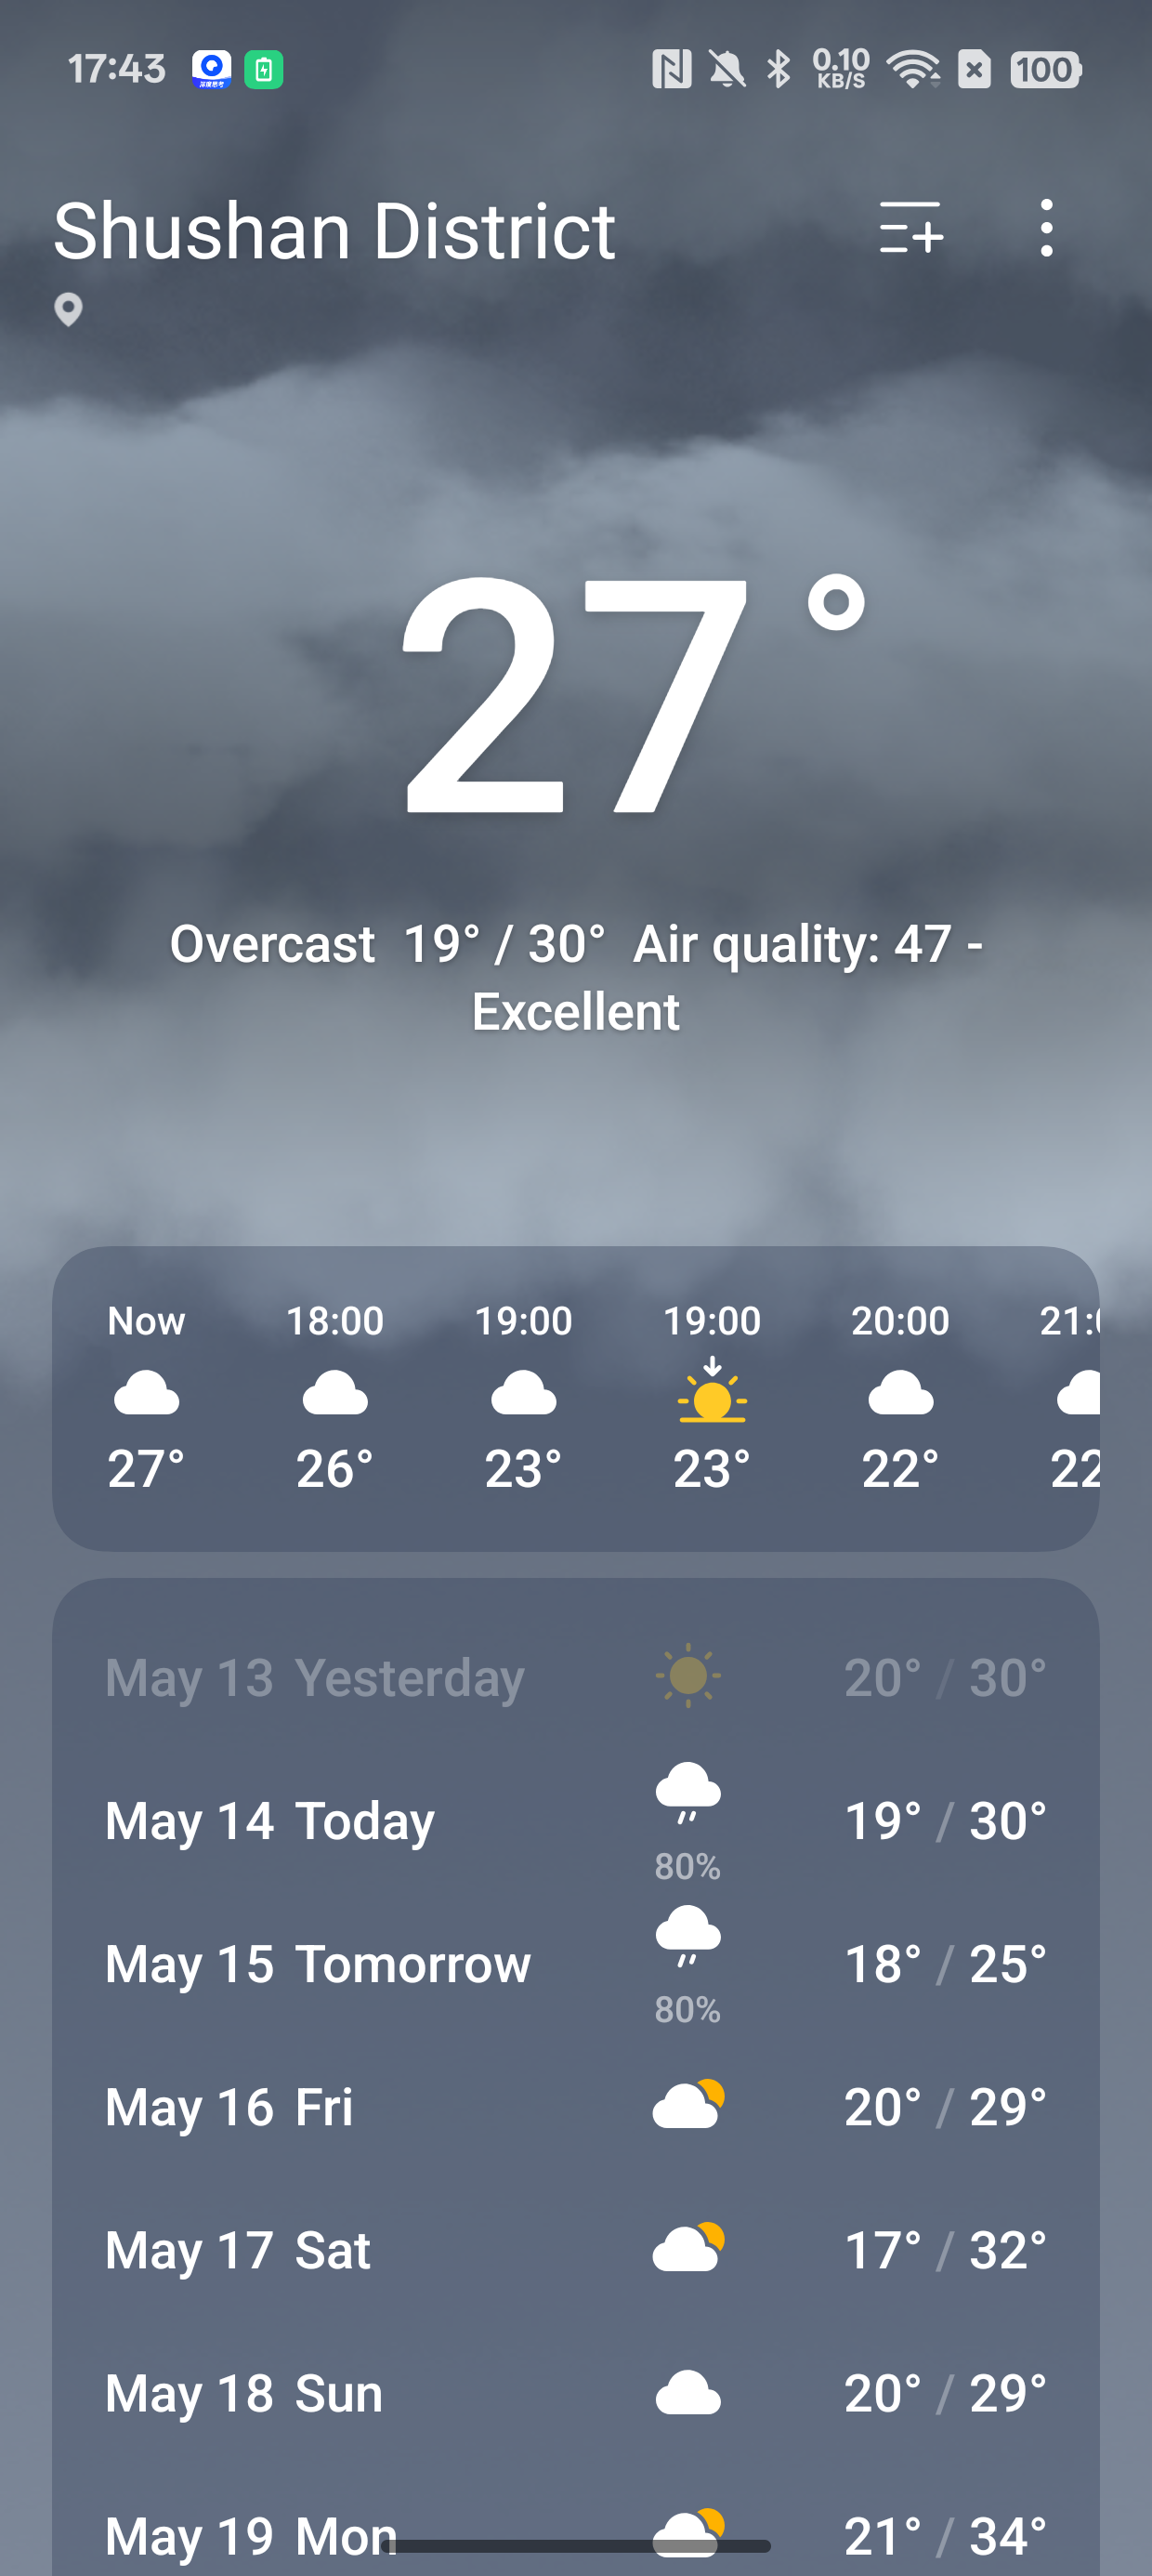 17:43
0.10
KB/S
100
Shushan District
27°
Overcast 19° / 30° Air quality: 47 -
Excellent
Now 18:00 19:00 19:00 20:00
27° 26° 23° 23° 22° 22
May 13 Yesterday 20° / 30°
May 14 Today 19° / 30°
80%
May 15 Tomorrow 18° / 25°
80%
May 16 Fri 20° / 29°
May 17 Sat 17° / 32°
May 18 Sun 20° / 29°
May 19 Mon 21° / 34°